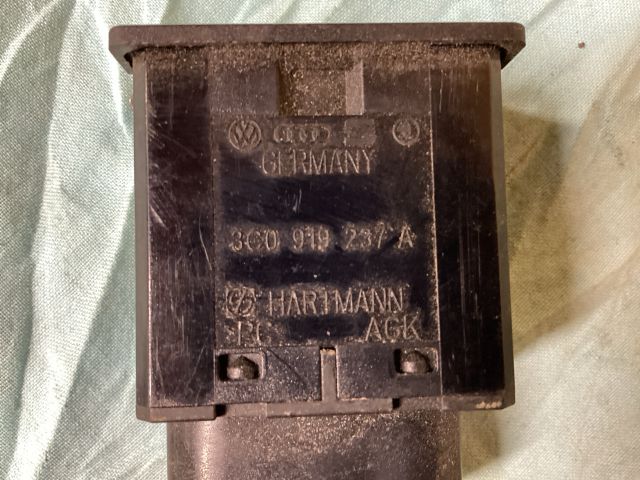 GERMANY
3C0 919 237 A
HARTMANN
AGK